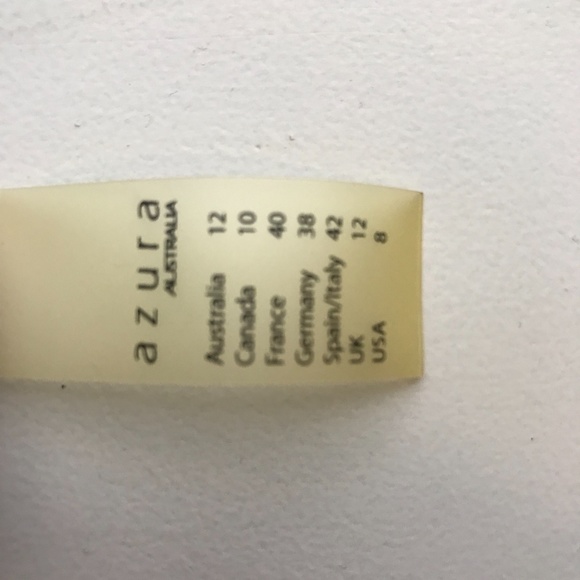 azura
AUSTRALIA
Australia 12
Canada 10
France 40
Germany 38
Spain/Italy 42
UK 12
USA 8